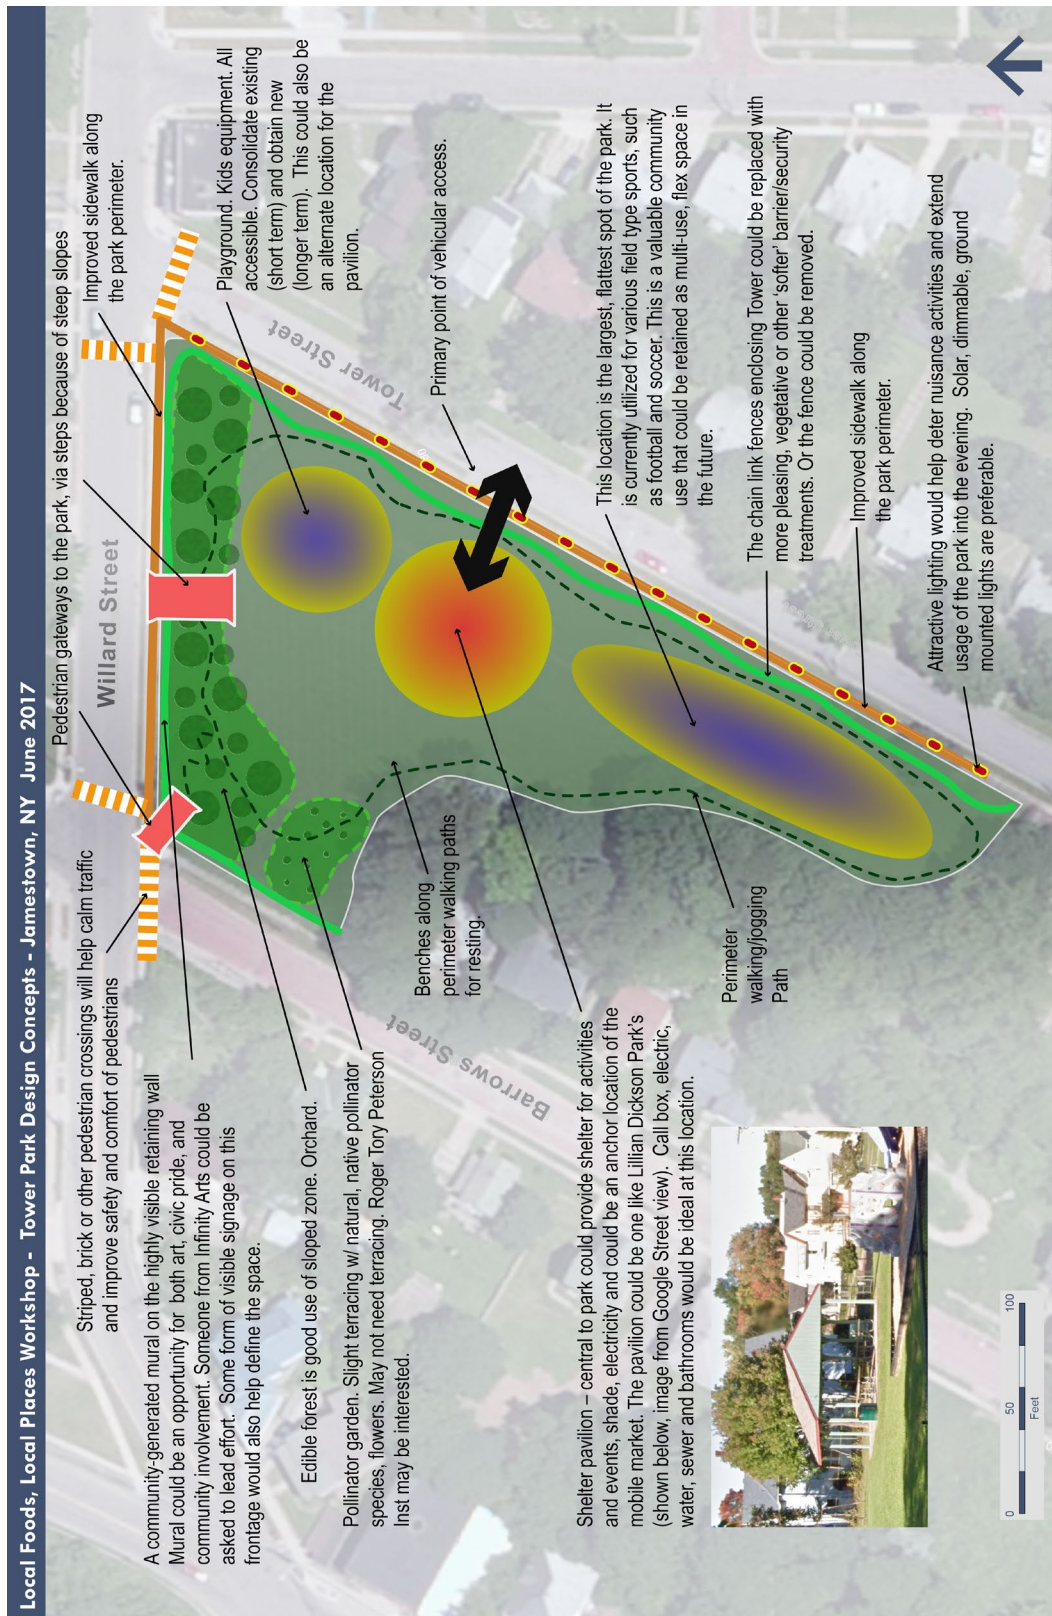 Local Foods, Local Places Workshop - Tower Park Design Concepts - Jamestown, NY June 2017
Pedestrian gateways to the park, via steps because of steep slopes
Striped, brick or other pedestrian crossings will help calm traffic
and improve safety and comfort of pedestrians
Improved sidewalk along
the park perimeter.
Willard Street
A community-generated mural on the highly visible retaining wall
Mural could be an opportunity for both art, civic pride, and
community involvement. Someone from Infinity Arts could be
asked to lead effort. Some form of visible signage on this
frontage would also help define the space.
Playground. Kids equipment. All
accessible. Consolidate existing
(short term) and obtain new
(longer term). This could also be
an alternate location for the
pavilion.
Tower Street
Edible forest is good use of sloped zone. Orchard.
Pollinator garden. Slight terracing w/ natural, native pollinator
species, flowers. May not need terracing. Roger Tory Peterson
Inst may be interested.
Barrows Street
Benches along
perimeter walking paths
for resting.
Primary point of vehicular access.
Shelter pavilion – central to park could provide shelter for activities
and events, shade, electricity and could be an anchor location of the
mobile market. The pavilion could be one like Lillian Dickson Park's
(shown below, image from Google Street view). Call box, electric,
water, sewer and bathrooms would be ideal at this location.
This location is the largest, flattest spot of the park. It
is currently utilized for various field type sports, such
as football and soccer. This is a valuable community
use that could be retained as multi-use, flex space in
the future.
Perimeter
walking/jogging
Path
The chain link fences enclosing Tower could be replaced with
more pleasing, vegetative or other 'softer' barrier/security
treatments. Or the fence could be removed.
Improved sidewalk along
the park perimeter.
Attractive lighting would help deter nuisance activities and extend
usage of the park into the evening. Solar, dimmable, ground
mounted lights are preferable.
0 50 100
Feet